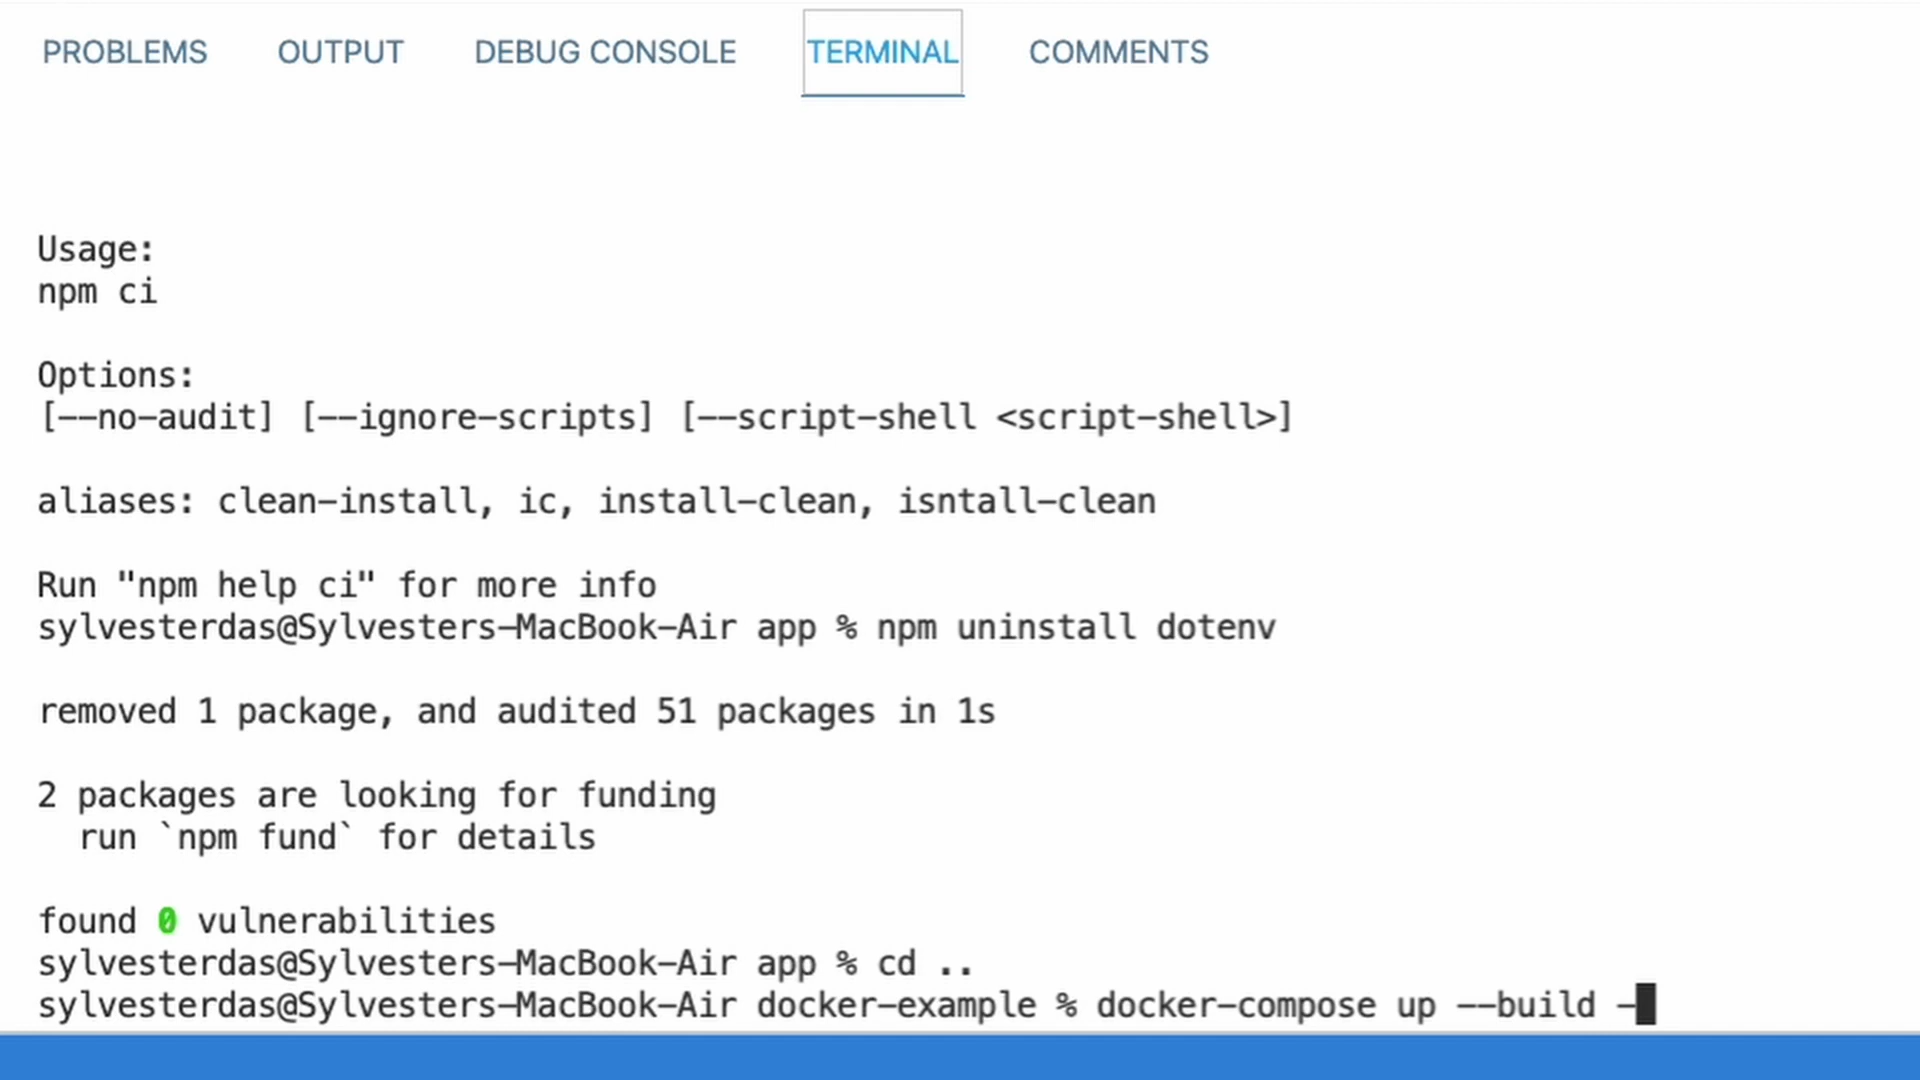 PROBLEMS OUTPUT DEBUG CONSOLE TERMINAL COMMENTS
Usage:
npm ci
Options:
[--no-audit] [--ignore-scripts] [--script-shell <script-shell>]
aliases: clean-install, ic, install-clean, isntall-clean
Run "npm help ci" for more info
sylvesterdas@Sylvesters-MacBook-Air app % npm uninstall dotenv
removed 1 package, and audited 51 packages in 1s
2 packages are looking for funding
  run `npm fund` for details
found 0 vulnerabilities
sylvesterdas@Sylvesters-MacBook-Air app % cd ..
sylvesterdas@Sylvesters-MacBook-Air docker-example % docker-compose up --build -